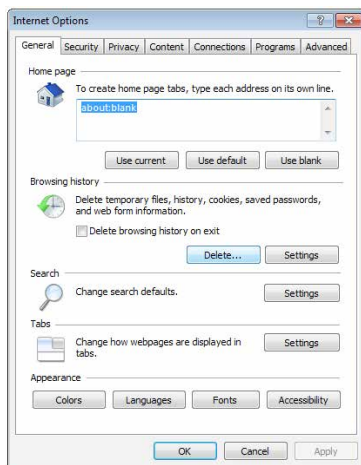 Internet Options
General Security Privacy Content Connections Programs Advanced
Home page
To create home page tabs, type each address on its own line.
about:blank
Use current Use default Use blank
Browsing history
Delete temporary files, history, cookies, saved passwords,
and web form information.
Delete browsing history on exit
Delete... Settings
Search
Change search defaults. Settings
Tabs
Change how webpages are displayed in
tabs. Settings
Appearance
Colors Languages Fonts Accessibility
OK Cancel Apply